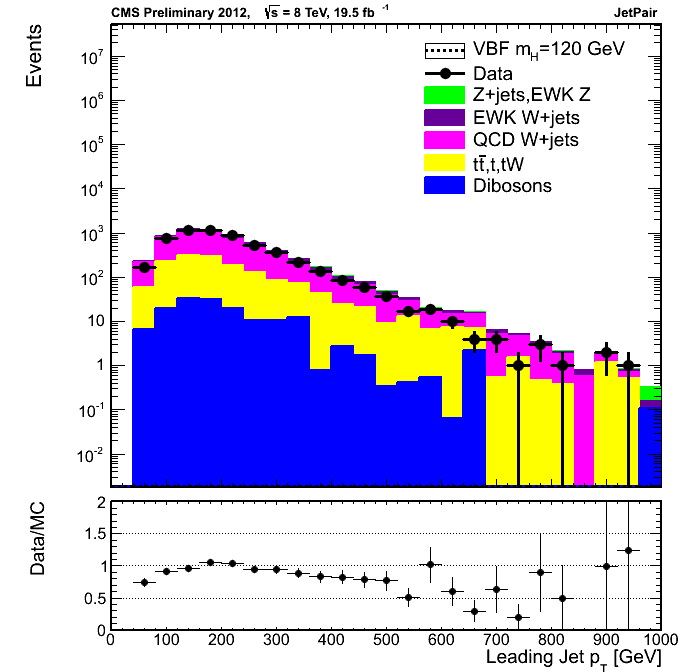 CMS Preliminary 2012, √s = 8 TeV, 19.5 fb⁻¹ JetPair
Events
VBF m_H=120 GeV
Data
Z+jets,EWK Z
EWK W+jets
QCD W+jets
tt̄,t,tW
Dibosons
10⁷
10⁶
10⁵
10⁴
10³
10²
10
1
10⁻¹
10⁻²
Data/MC
2
1.5
1
0.5
0
0 100 200 300 400 500 600 700 800 900 1000
Leading Jet p_T [GeV]